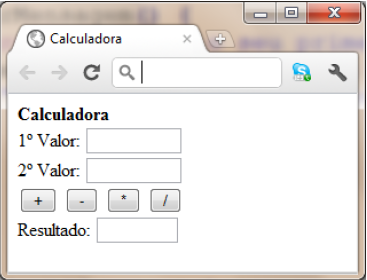 Calculadora
Calculadora
1º Valor:
2º Valor:
+ - * /
Resultado: